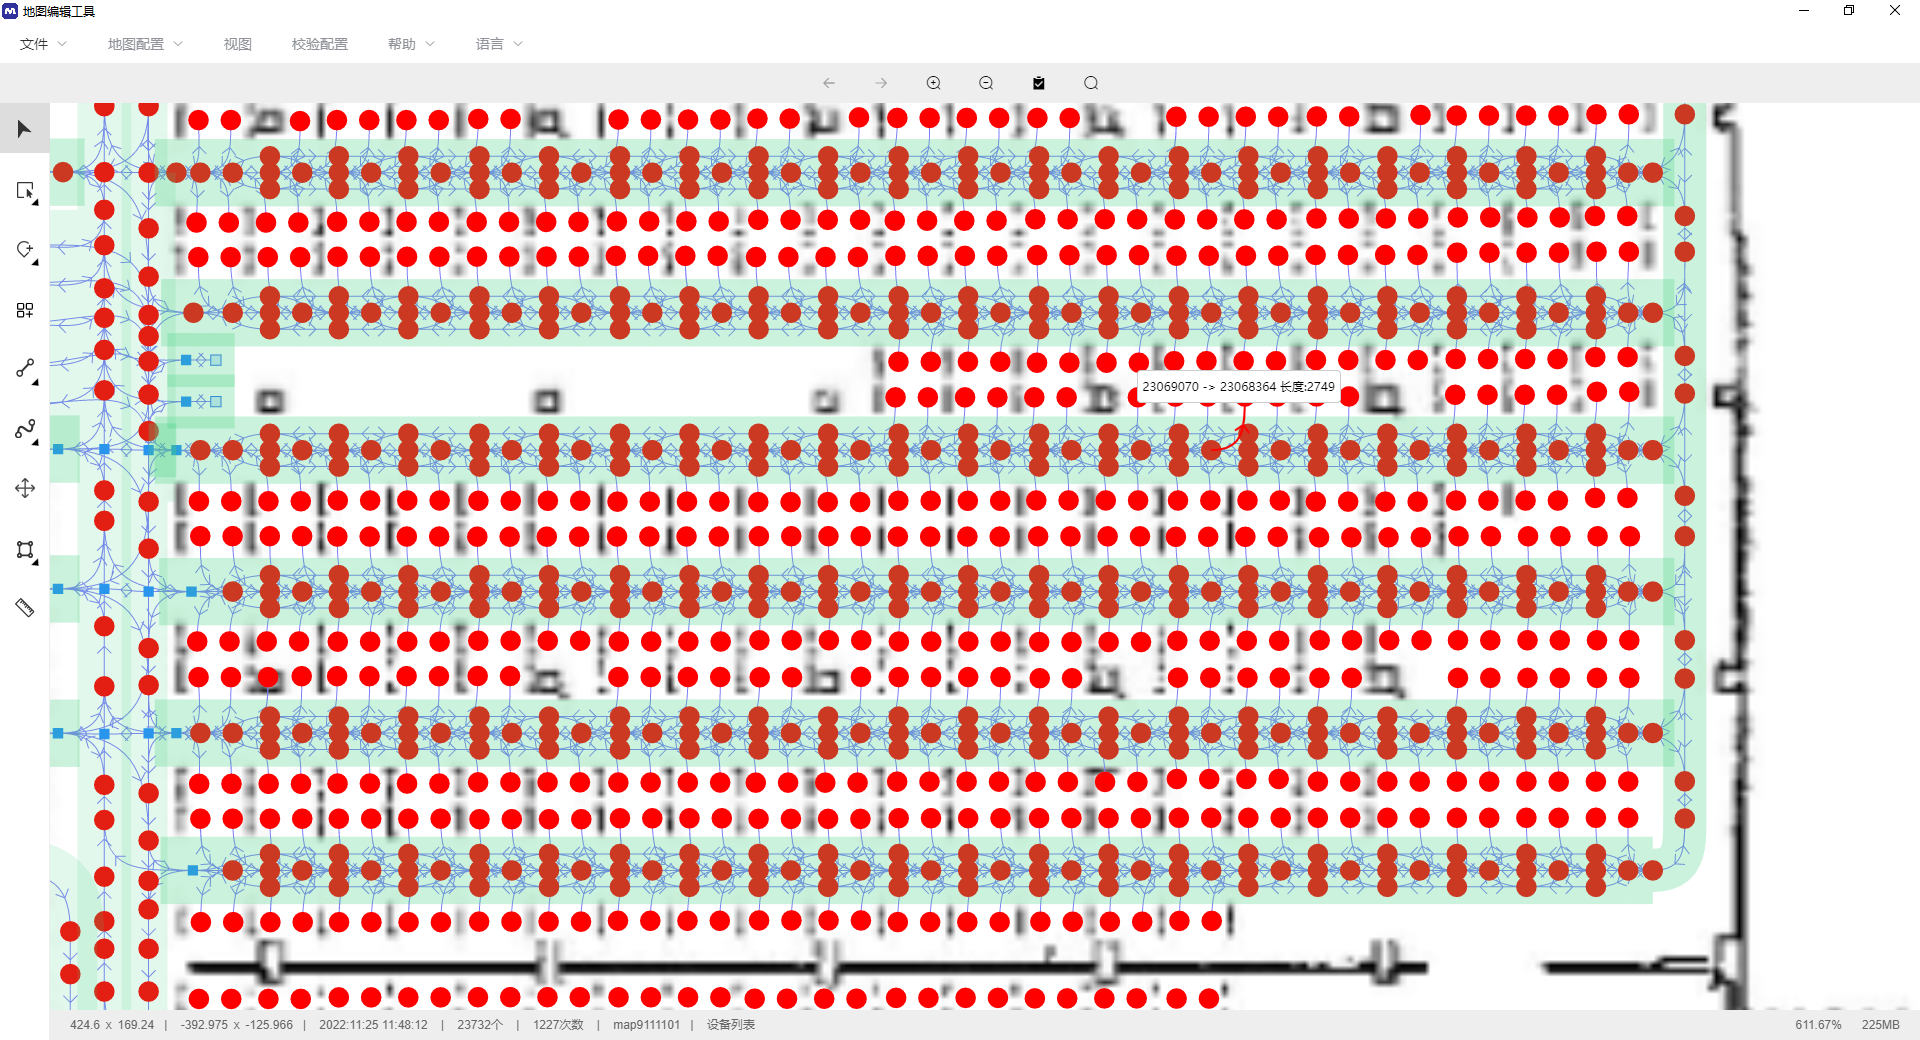 地图编辑工具
文件 地图配置 视图 校验配置 帮助 语言
23069070 -> 23068364 长度:2749
424.6 x 169.24 | -392.975 x -125.966 | 2022:11:25 11:48:12 | 23732个 | 1227次数 | map9111101 | 设备列表 611.67% 225MB